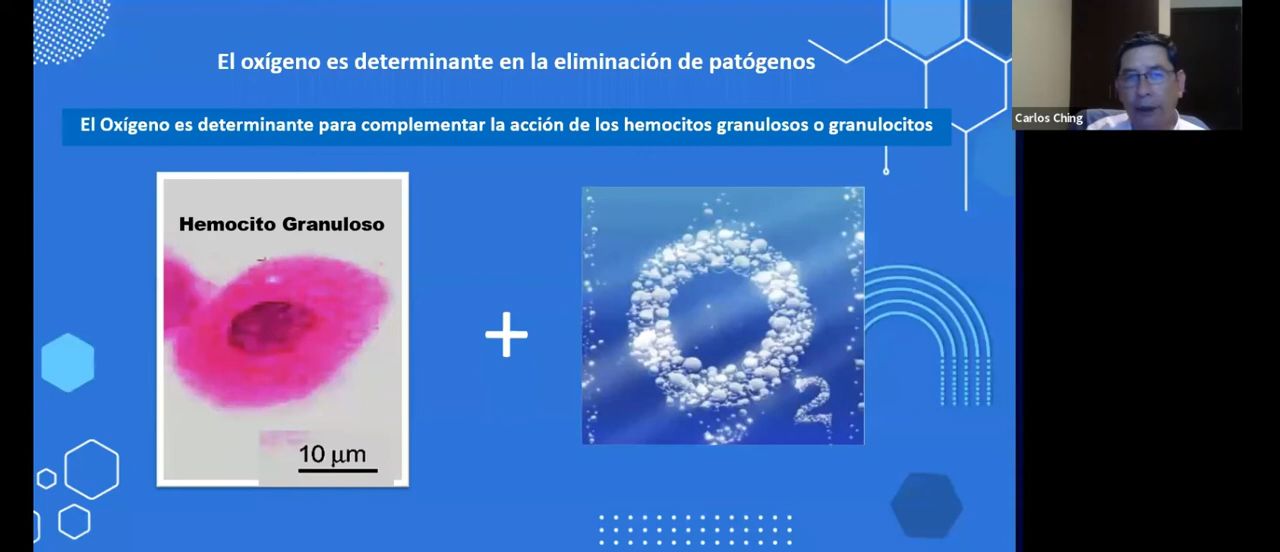 El oxígeno es determinante en la eliminación de patógenos
El Oxígeno es determinante para complementar la acción de los hemocitos granulosos o granulocitos
Carlos Ching
Hemocito Granuloso
+
O
2
10 μm